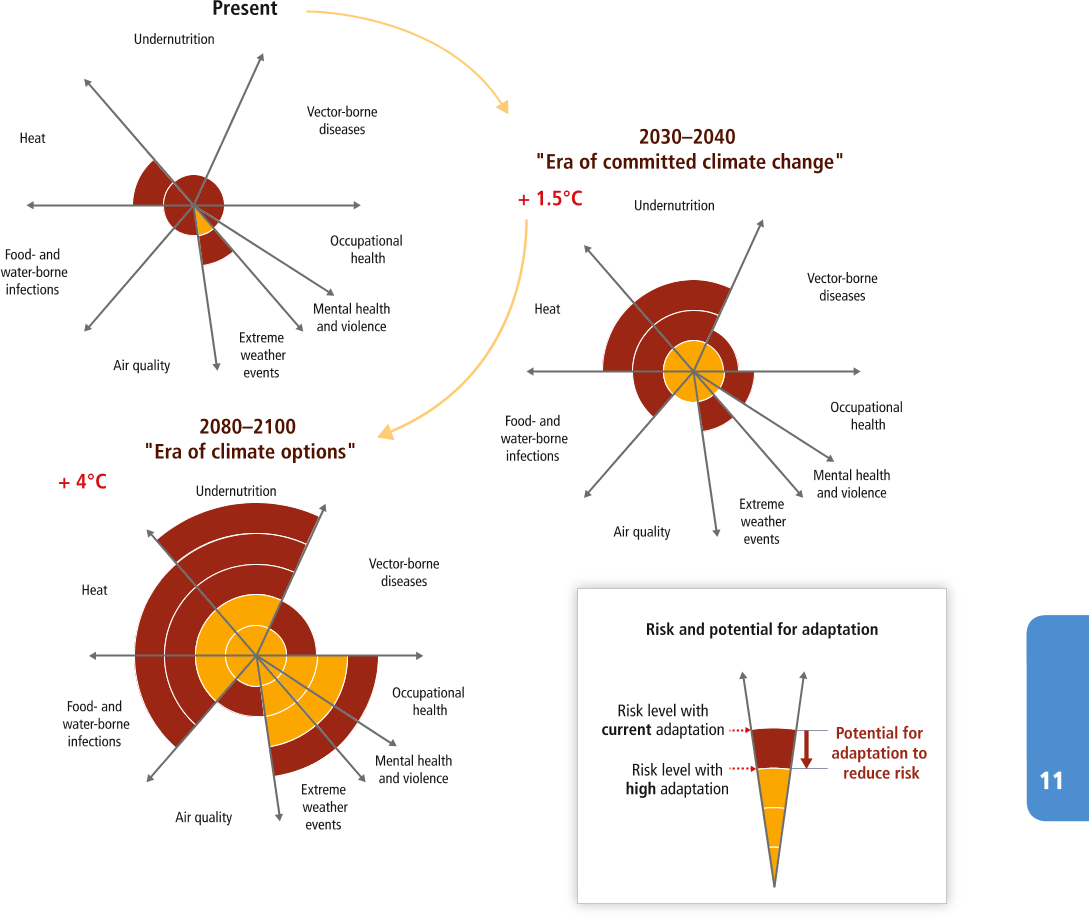 Present
Undernutrition
Vector-borne
diseases
Heat
Occupational
health
Food- and
water-borne
infections
Mental health
and violence
Extreme
weather
events
Air quality
2030–2040
"Era of committed climate change"
+ 1.5°C
Undernutrition
Vector-borne
diseases
Heat
Occupational
health
Food- and
water-borne
infections
Mental health
and violence
Extreme
weather
events
Air quality
2080–2100
"Era of climate options"
+ 4°C
Undernutrition
Vector-borne
diseases
Heat
Occupational
health
Food- and
water-borne
infections
Mental health
and violence
Extreme
weather
events
Air quality
Risk and potential for adaptation
Risk level with
current adaptation
Risk level with
high adaptation
Potential for
adaptation to
reduce risk
11